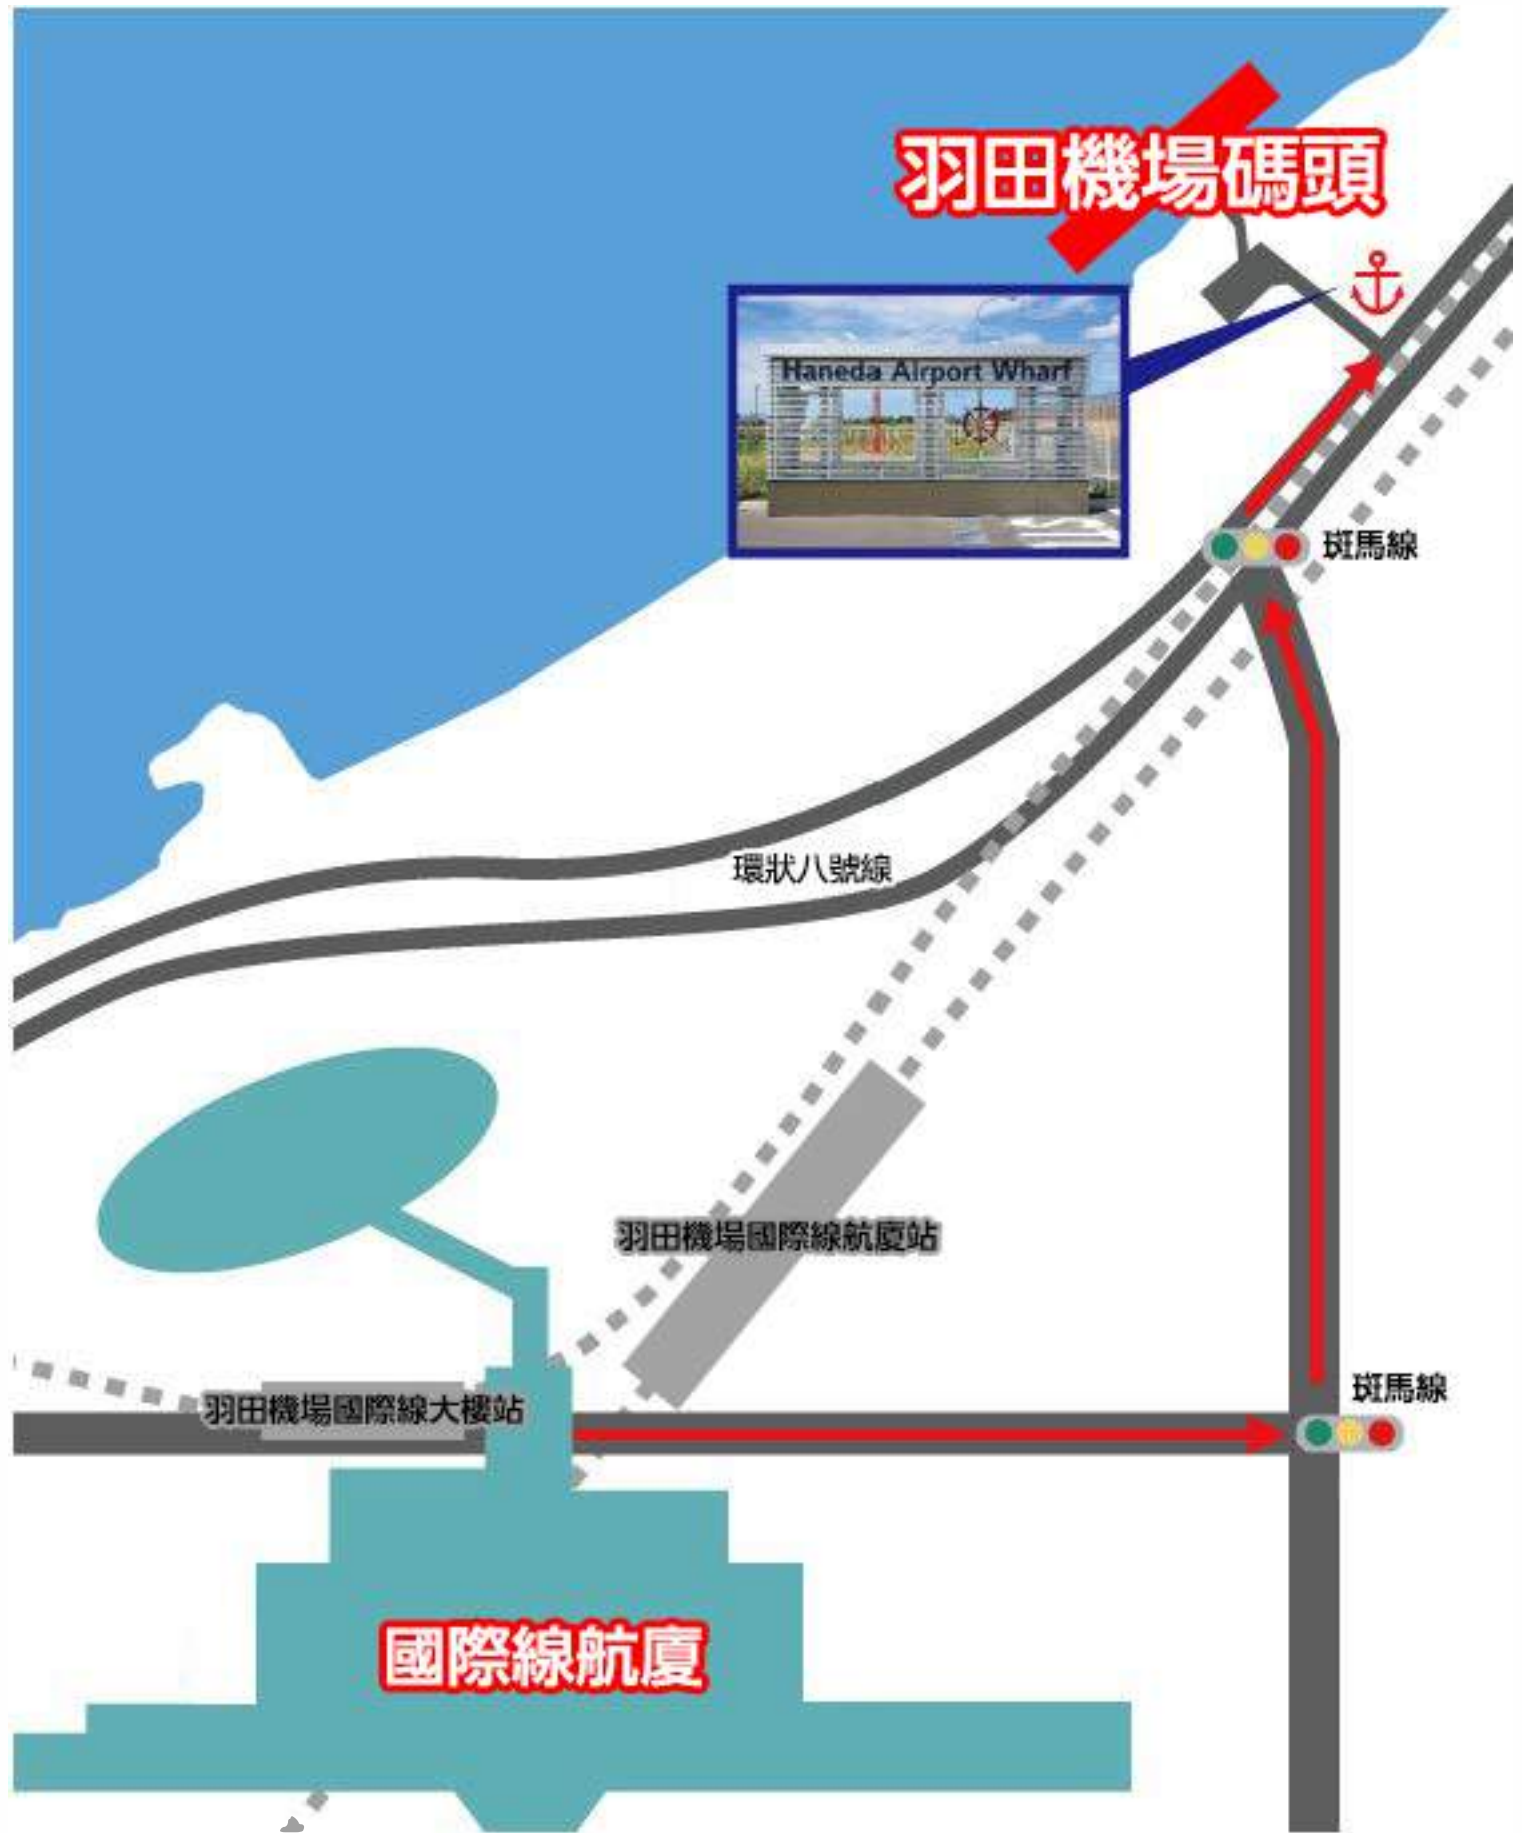 羽田機場碼頭
Haneda Airport Wharf
斑馬線
環狀八號線
羽田機場國際線航廈站
斑馬線
羽田機場國際線大樓站
國際線航廈